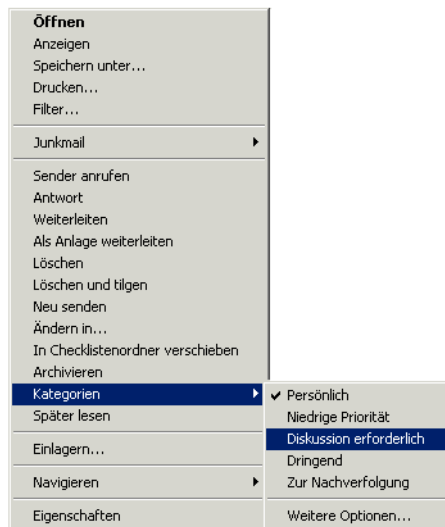 Öffnen
Anzeigen
Speichern unter...
Drucken...
Filter...
Junkmail
Sender anrufen
Antwort
Weiterleiten
Als Anlage weiterleiten
Löschen
Löschen und tilgen
Neu senden
Ändern in...
In Checklistenordner verschieben
Archivieren
Kategorien
Später lesen
Einlagern...
Navigieren
Eigenschaften
Persönlich
Niedrige Priorität
Diskussion erforderlich
Dringend
Zur Nachverfolgung
Weitere Optionen...